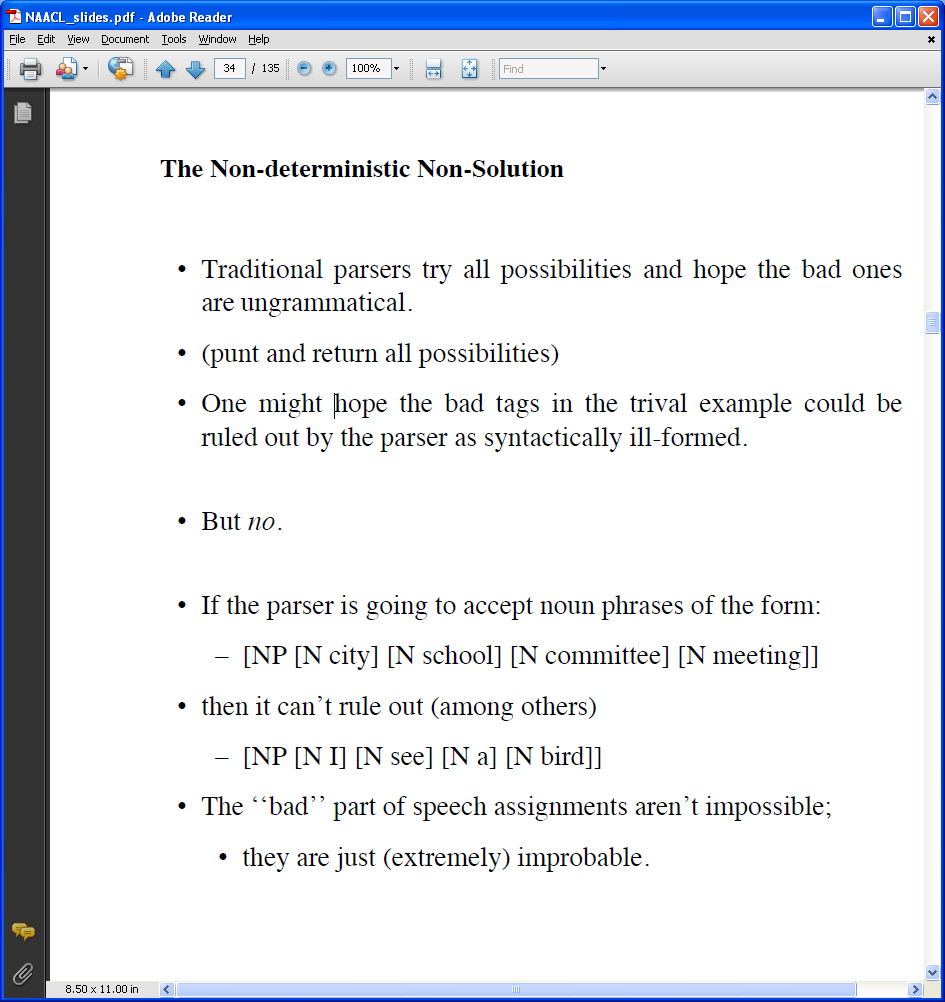 NAACL_slides.pdf - Adobe Reader
File Edit View Document Tools Window Help
34 / 135 100% Find
The Non-deterministic Non-Solution
• Traditional parsers try all possibilities and hope the bad ones
are ungrammatical.
• (punt and return all possibilities)
• One might hope the bad tags in the trival example could be
ruled out by the parser as syntactically ill-formed.
• But no.
• If the parser is going to accept noun phrases of the form:
– [NP [N city] [N school] [N committee] [N meeting]]
• then it can’t rule out (among others)
– [NP [N I] [N see] [N a] [N bird]]
• The ‘‘bad’’ part of speech assignments aren’t impossible;
• they are just (extremely) improbable.
8.50 x 11.00 in